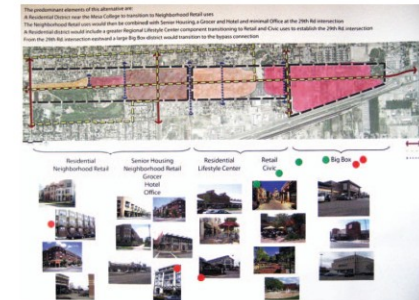 The predominent elements of this alternative are:
A Residential District near the Mesa College to transition to Neighborhood Retail uses
The Neighborhood Retail uses would then be combined with Senior Housing, a Grocer and Hotel and minimal Office at the 29th Rd intersection
A Residential district would include a greater Regional Lifestyle Center component transitioning to Retail and Civic uses to establish the 29th Rd. intersection
From the 29th Rd. intersection eastward a large Big Box district would transition to the bypass connection
Residential
Neighborhood Retail
Senior Housing
Neighborhood Retail
Grocer
Hotel
Office
Residential
Lifestyle Center
Retail
Civic
Big Box